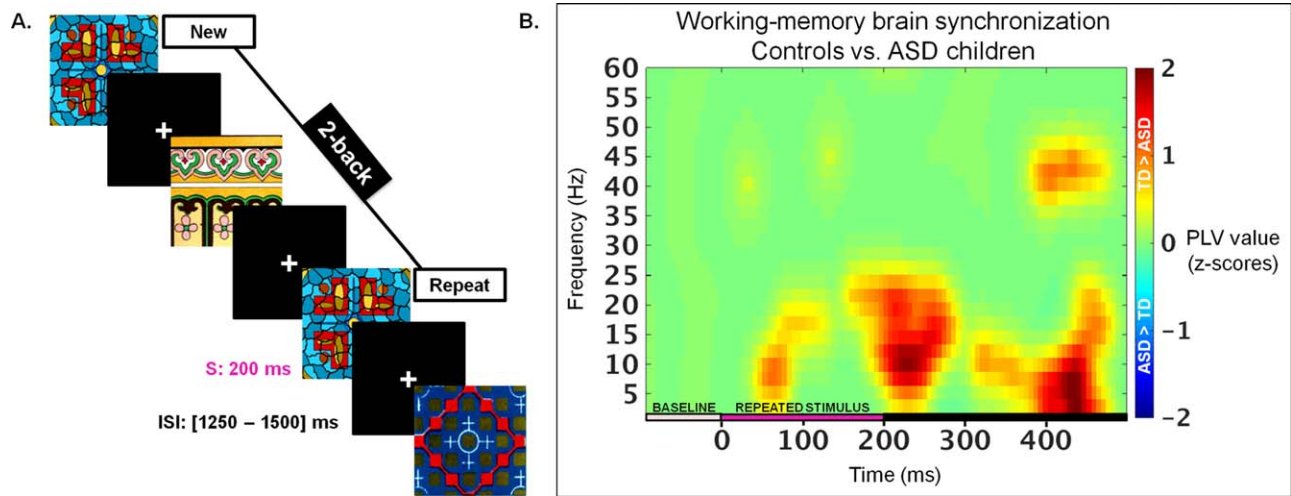 A.
New
2-back
Repeat
S: 200 ms
ISI: [1250 – 1500] ms
B.
Working-memory brain synchronization
Controls vs. ASD children
60
55
50
45
40
35
30
25
20
15
10
5
Frequency (Hz)
BASELINE
REPEATED STIMULUS
0
100
200
300
400
Time (ms)
2
1
0
-1
-2
TD > ASD
ASD > TD
PLV value
(z-scores)